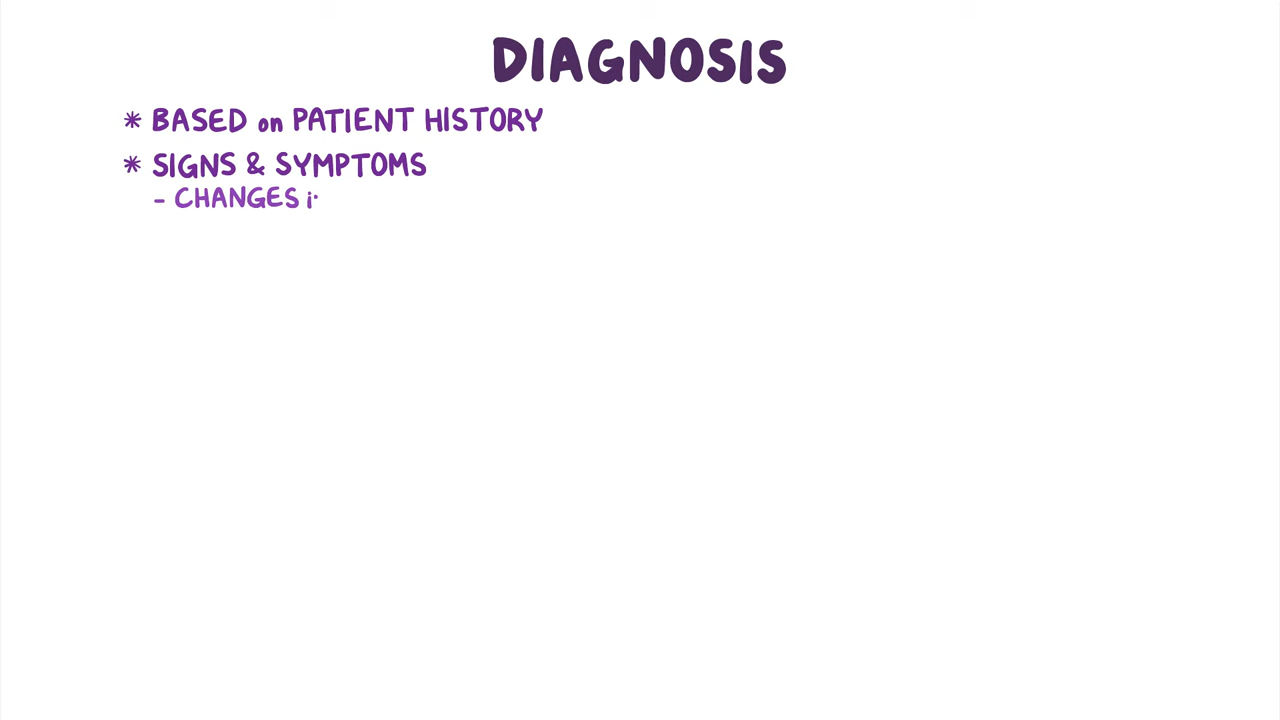 DIAGNOSIS
* BASED on PATIENT HISTORY
* SIGNS & SYMPTOMS
- CHANGES i